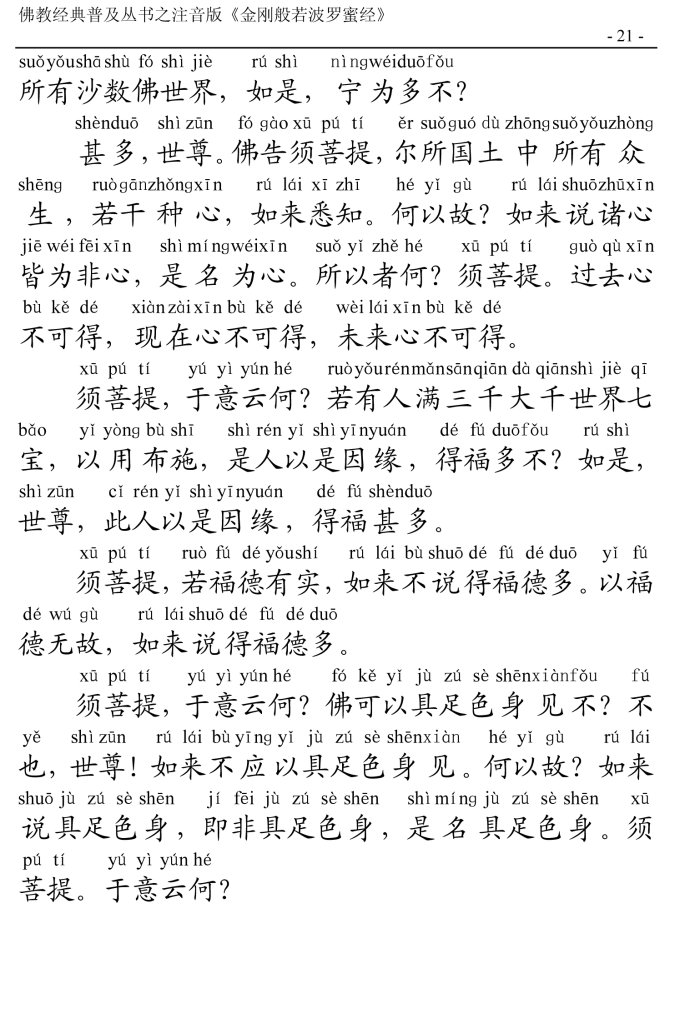 佛教经典普及丛书之注音版《金刚般若波罗蜜经》
- 21 -
suǒyǒushāshù fó shì jiè rú shì nìngwéiduōfǒu
所有沙数佛世界，如是，宁为多不？
shènduō shì zūn fó gào xū pú tí ěr suǒguó dù zhōngsuǒyǒuzhòng
甚多，世尊。佛告须菩提，尔所国土中所有众
shēng ruògānzhǒngxīn rú lái xī zhī hé yǐ gù rú lái shuōzhūxīn
生，若干种心，如来悉知。何以故？如来说诸心
jiē wéi fēi xīn shì míngwéixīn suǒ yǐ zhě hé xū pú tí guò qù xīn
皆为非心，是名为心。所以者何？须菩提。过去心
bù kě dé xiànzàixīn bù kě dé wèi lái xīn bù kě dé
不可得，现在心不可得，未来心不可得。
xū pú tí yú yì yún hé ruòyǒurénmǎnsānqiān dà qiānshì jiè qī
须菩提，于意云何？若有人满三千大千世界七
bǎo yǐ yòng bù shī shì rén yǐ shì yīnyuán dé fú duōfǒu rú shì
宝，以用布施，是人以是因缘，得福多不？如是，
shì zūn cǐ rén yǐ shì yīnyuán dé fú shènduō
世尊，此人以是因缘，得福甚多。
xū pú tí ruò fú dé yǒushí rú lái bù shuō dé fú dé duō yǐ fú
须菩提，若福德有实，如来不说得福德多。以福
dé wú gù rú lái shuō dé fú dé duō
德无故，如来说得福德多。
xū pú tí yú yì yún hé fó kě yǐ jù zú sè shēnxiànfǒu fú
须菩提，于意云何？佛可以具足色身见不？不
yě shì zūn rú lái bù yīng yǐ jù zú sè shēnxiàn hé yǐ gù rú lái
也，世尊！如来不应以具足色身见。何以故？如来
shuō jù zú sè shēn jí fēi jù zú sè shēn shì míng jù zú sè shēn xū
说具足色身，即非具足色身，是名具足色身。须
pú tí yú yì yún hé
菩提。于意云何？